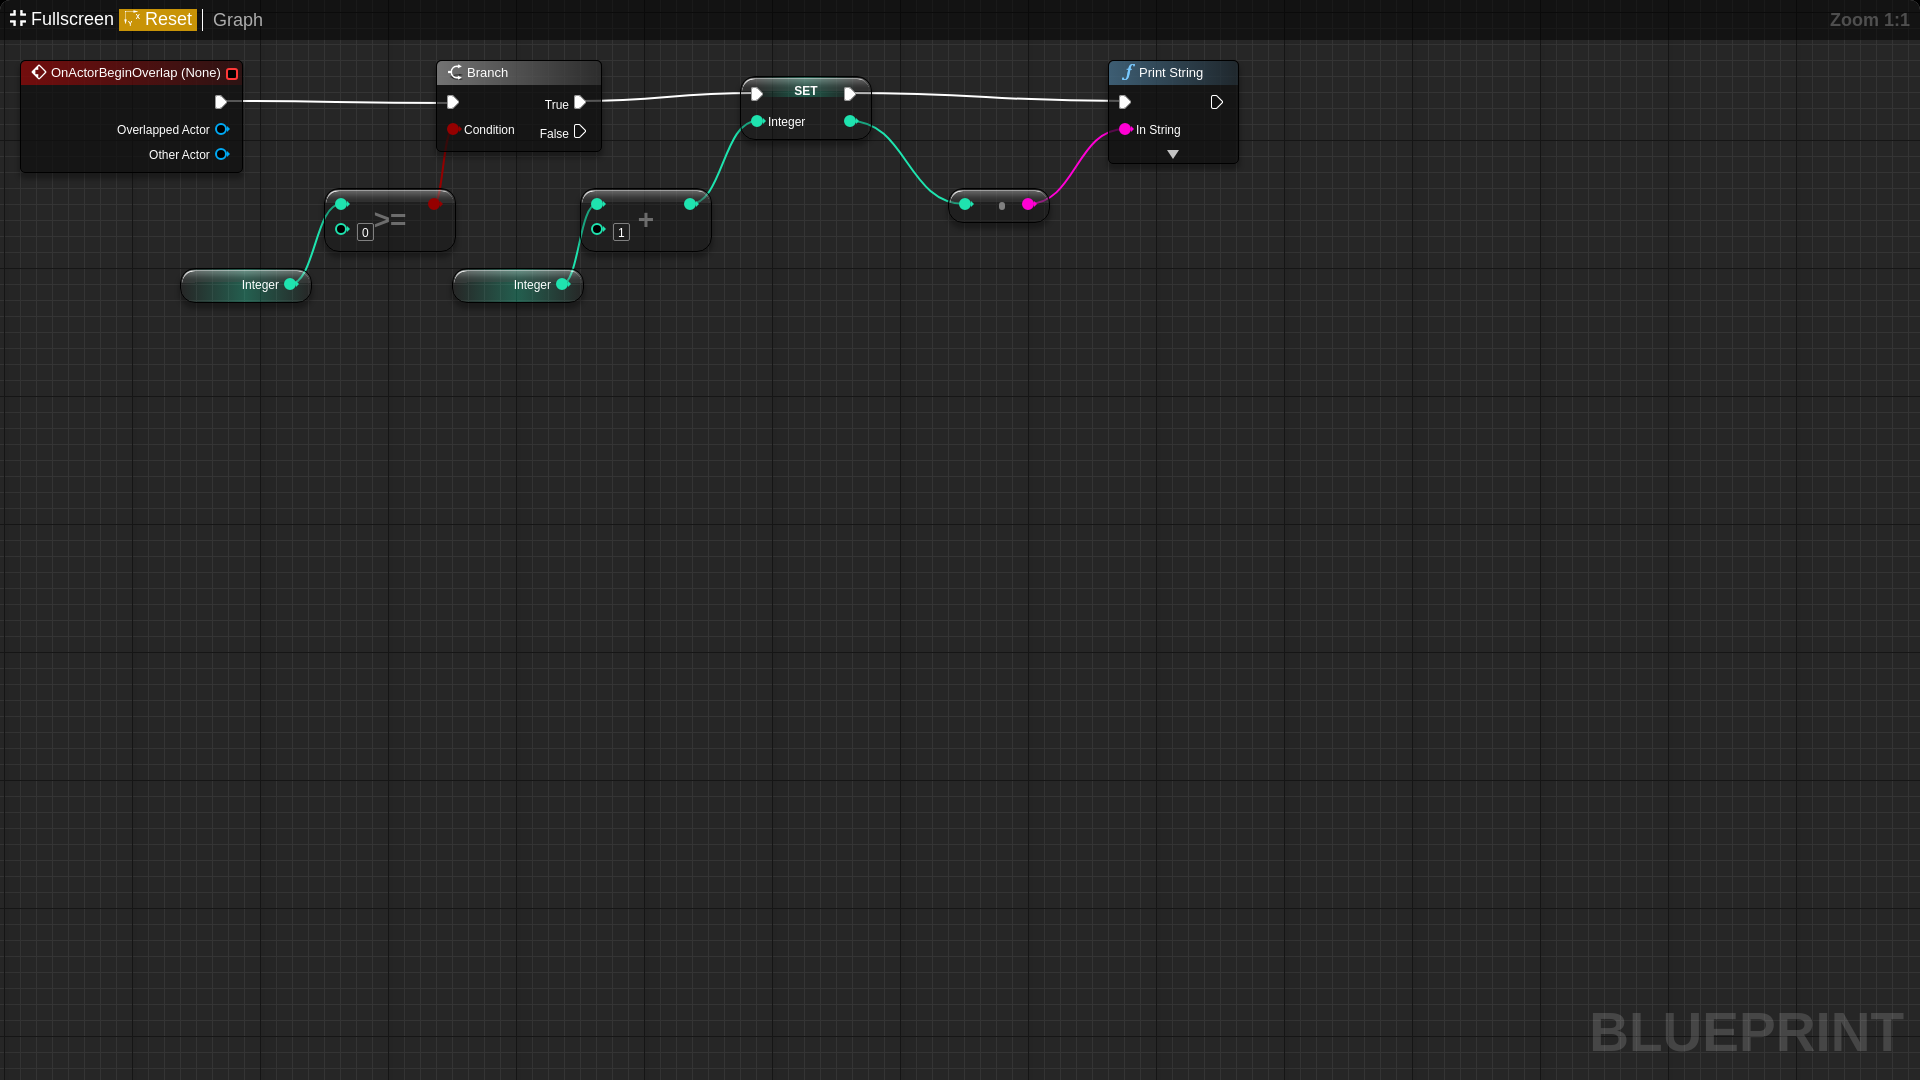 Fullscreen Reset Graph
Zoom 1:1
OnActorBeginOverlap (None)
Overlapped Actor
Other Actor
Branch
True
Condition
False
SET
Integer
Print String
In String
>=
0
+
1
Integer
Integer
BLUEPRINT